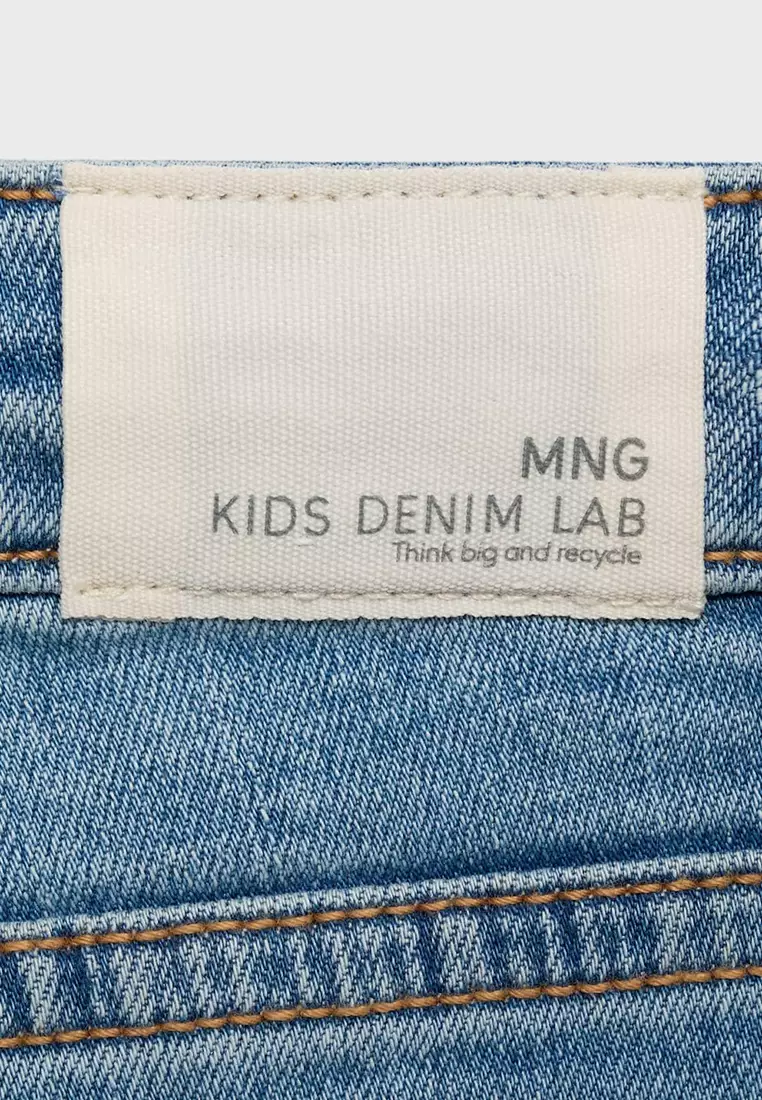 MNG
KIDS DENIM LAB
Think big and recycle